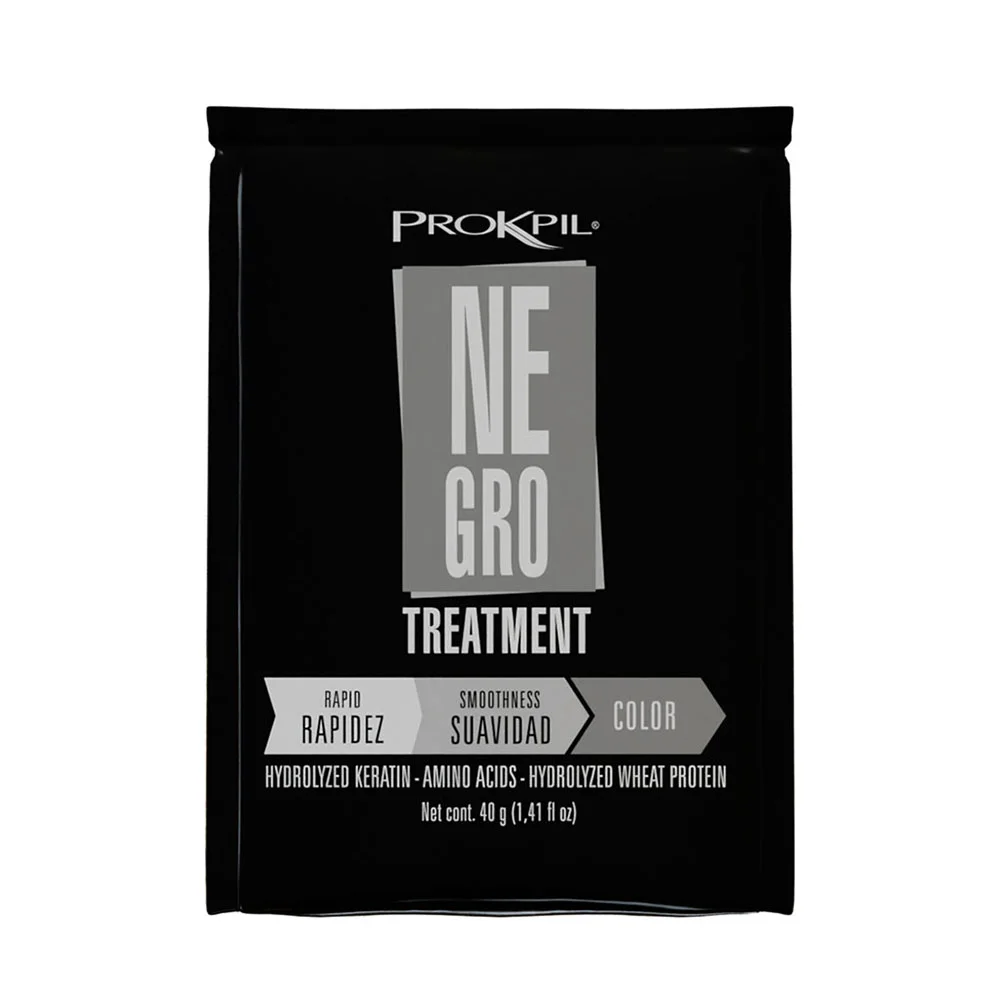 PROKPIL®
NE
GRO
TREATMENT
RAPID
RAPIDEZ
SMOOTHNESS
SUAVIDAD
COLOR
HYDROLYZED KERATIN - AMINO ACIDS - HYDROLYZED WHEAT PROTEIN
Net cont. 40 g (1,41 fl oz)